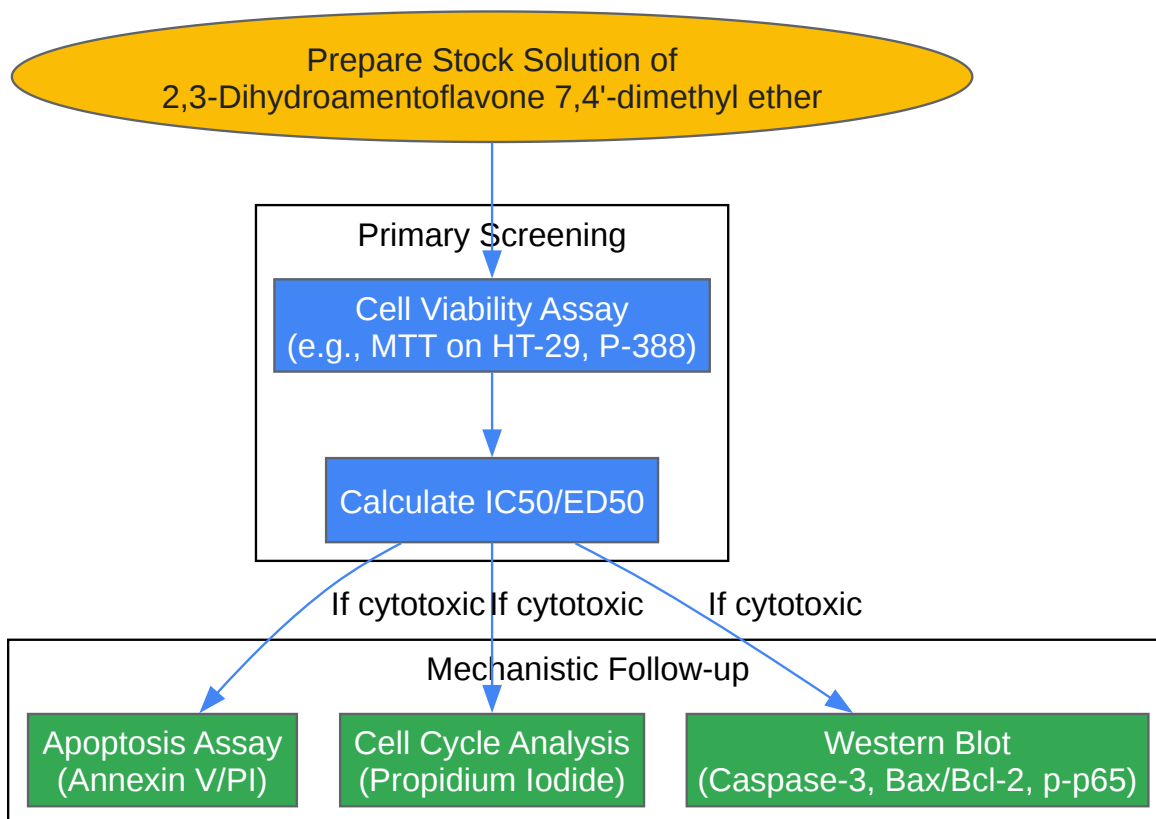 Prepare Stock Solution of
2,3-Dihydroamentoflavone 7,4'-dimethyl ether
Primary Screening
Cell Viability Assay
(e.g., MTT on HT-29, P-388)
Calculate IC50/ED50
If cytotoxic
If cytotoxic
If cytotoxic
Mechanistic Follow-up
Apoptosis Assay
(Annexin V/PI)
Cell Cycle Analysis
(Propidium Iodide)
Western Blot
(Caspase-3, Bax/Bcl-2, p-p65)